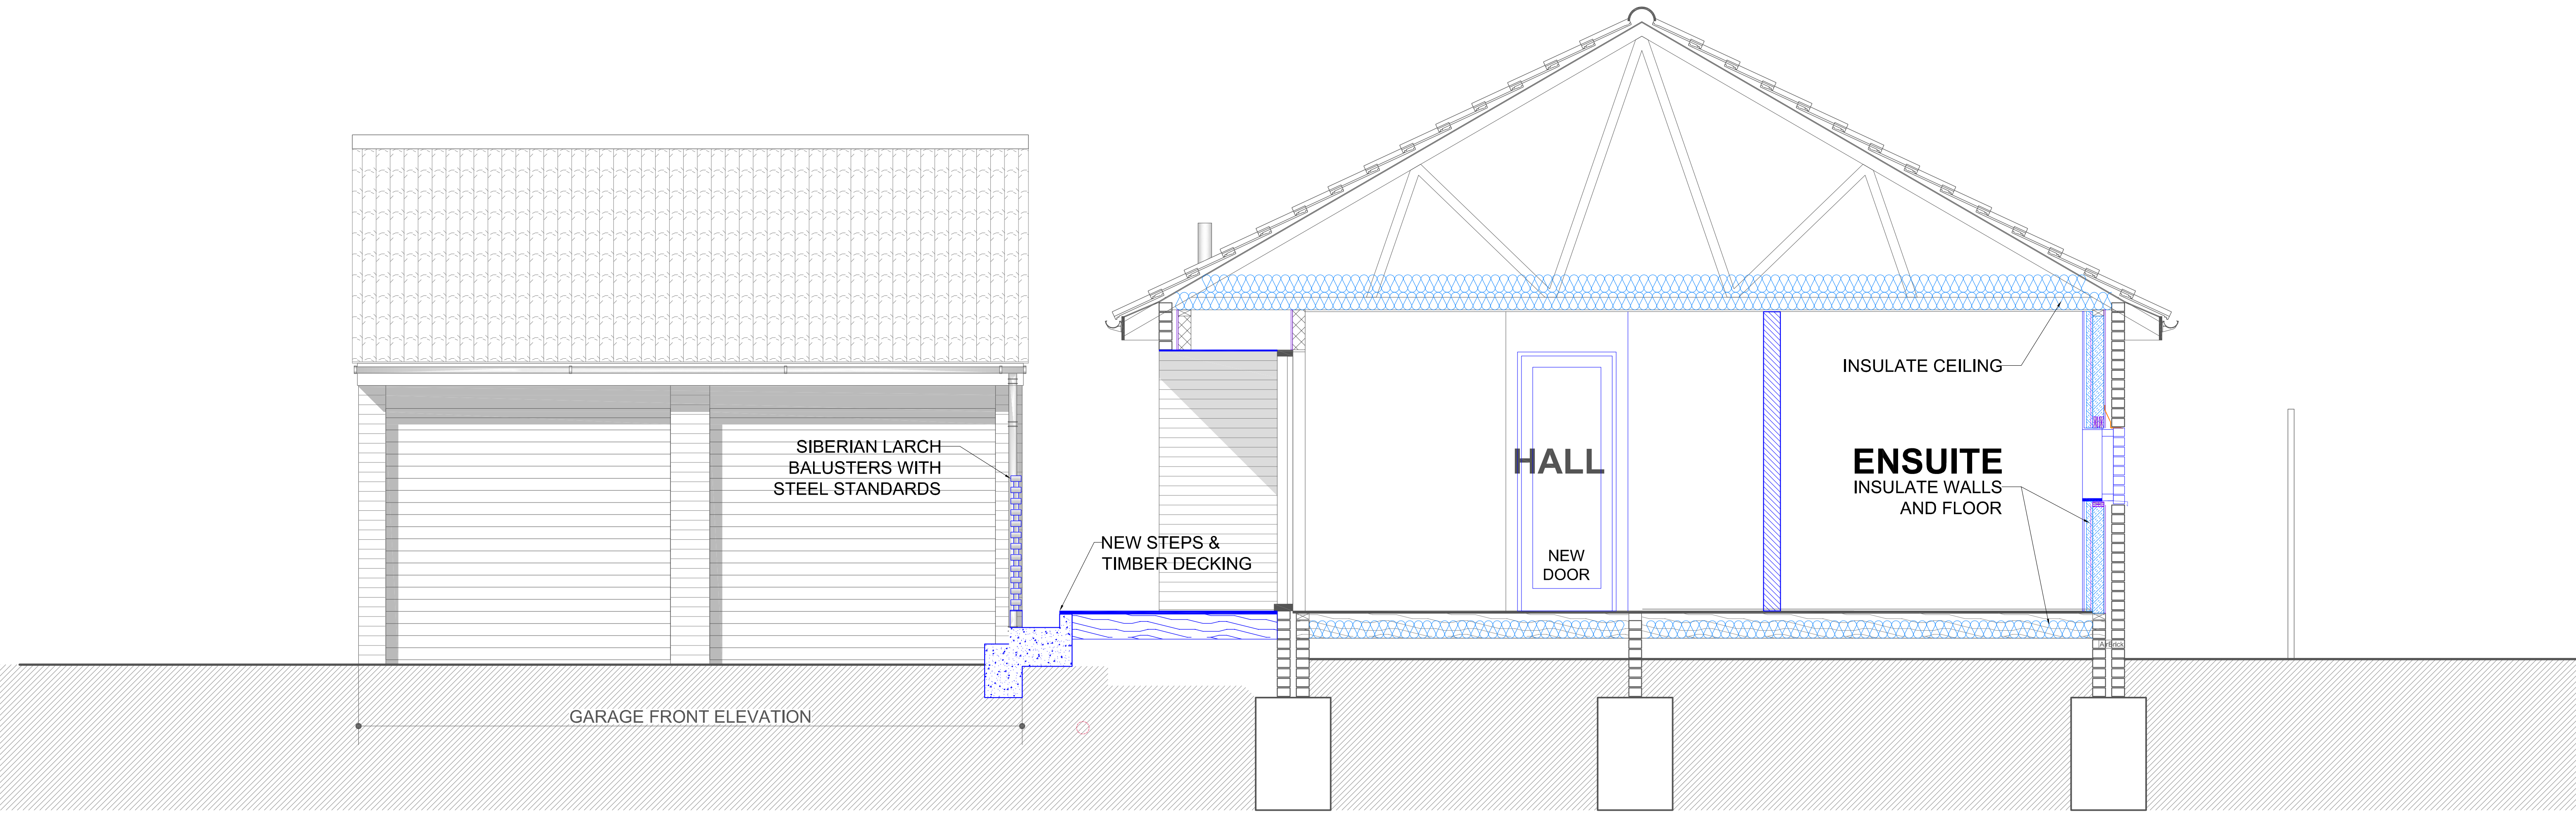 SIBERIAN LARCH
BALUSTERS WITH
STEEL STANDARDS
NEW STEPS &
TIMBER DECKING
GARAGE FRONT ELEVATION
HALL
NEW
DOOR
INSULATE CEILING
ENSUITE
INSULATE WALLS
AND FLOOR
AirBrick